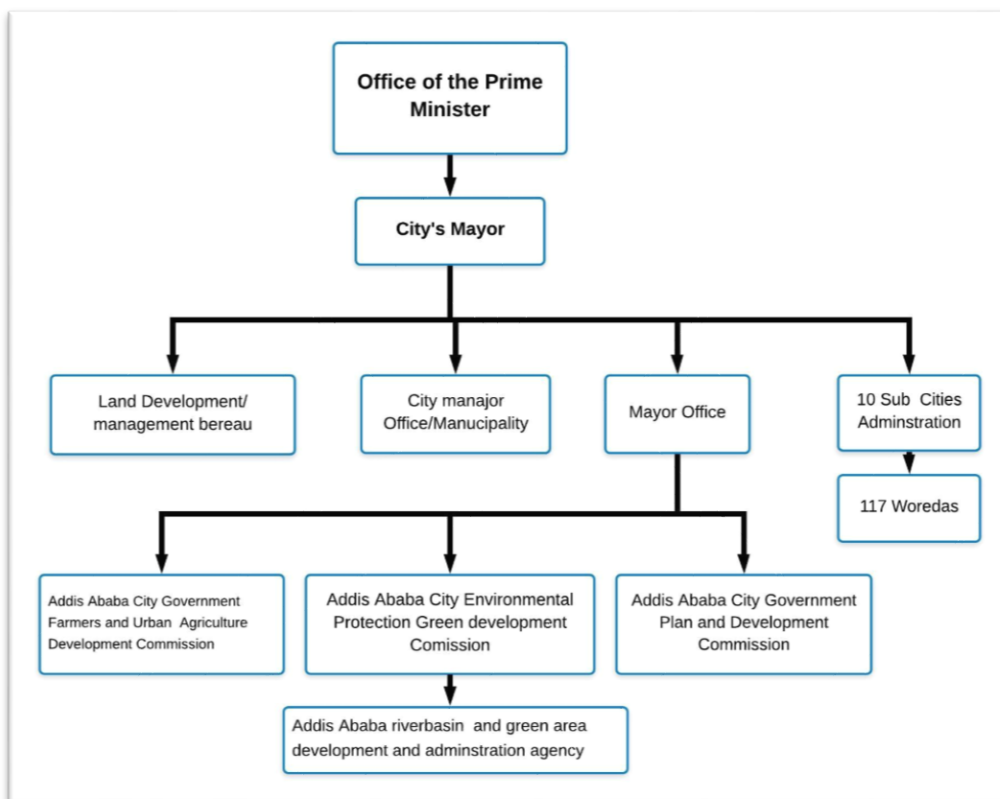 Office of the Prime
Minister
City's Mayor
Land Development/
management bereau
City manajor
Office/Manucipality
Mayor Office
10 Sub Cities
Adminstration
117 Woredas
Addis Ababa City Government
Farmers and Urban Agriculture
Development Commission
Addis Ababa City Environmental
Protection Green development
Comission
Addis Ababa City Government
Plan and Development
Commission
Addis Ababa riverbasin and green area
development and adminstration agency